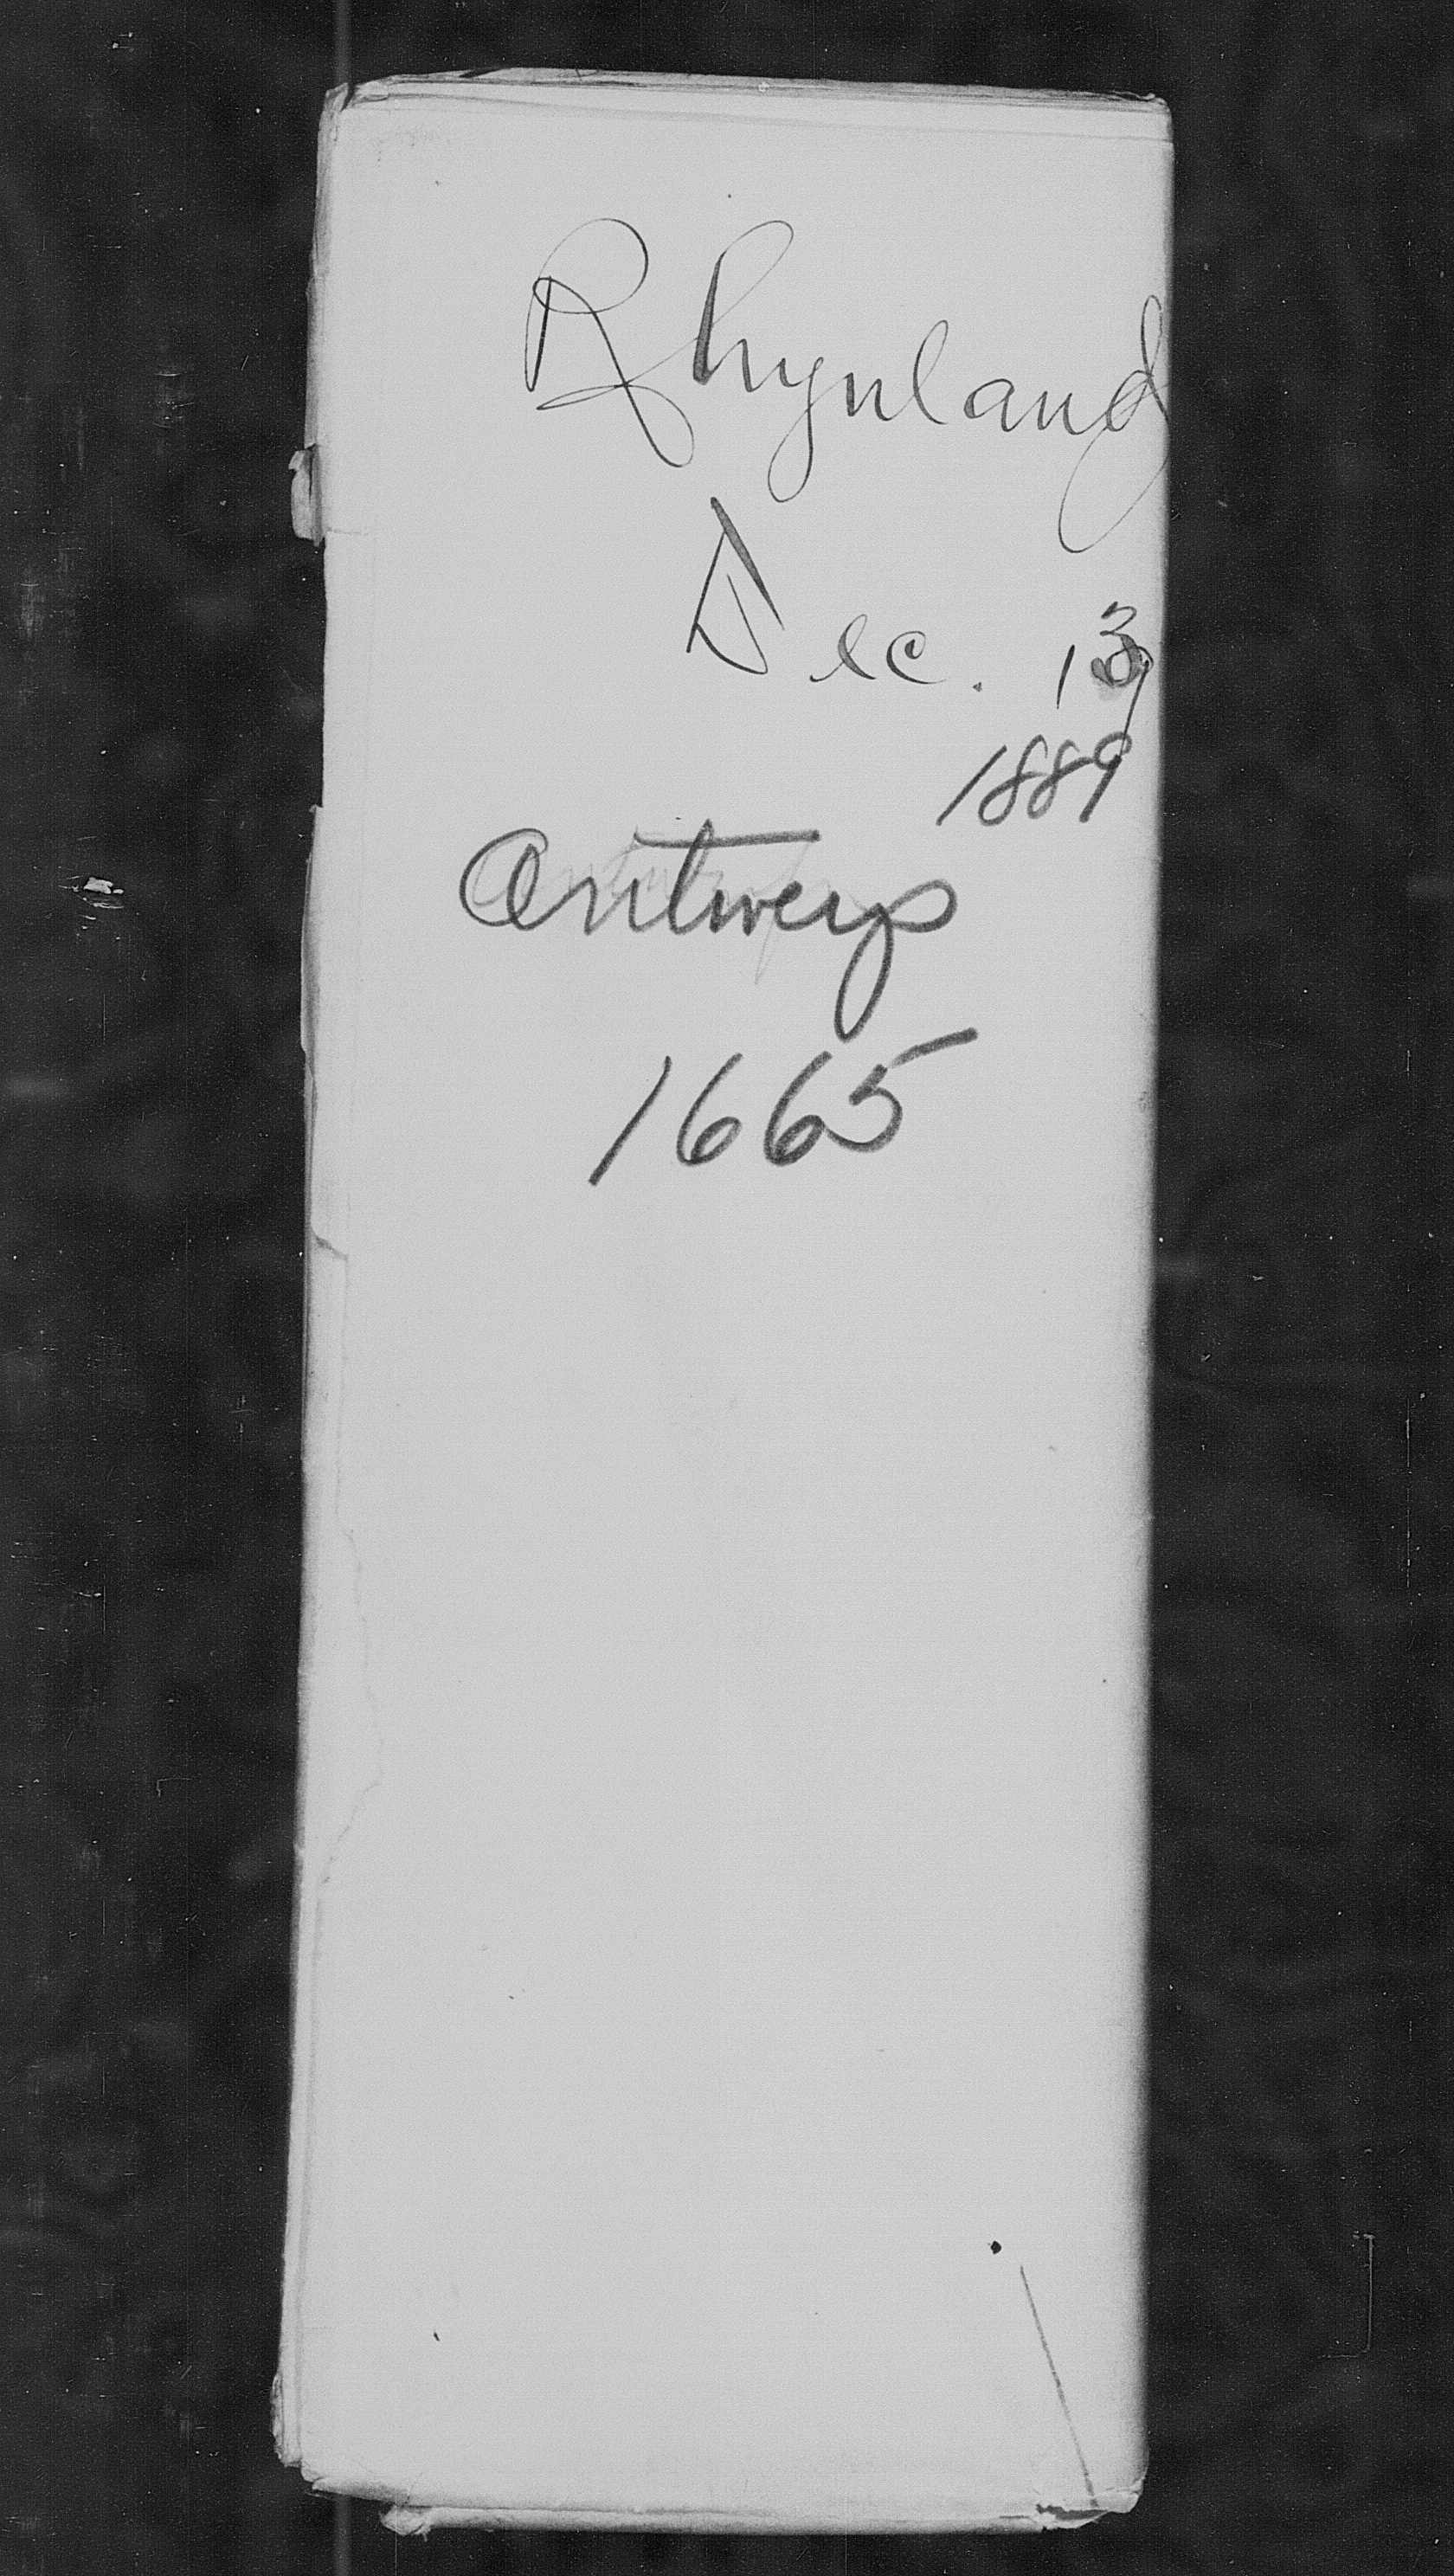 Rhynland
Dec. 13,
1889
Antwerp
1665